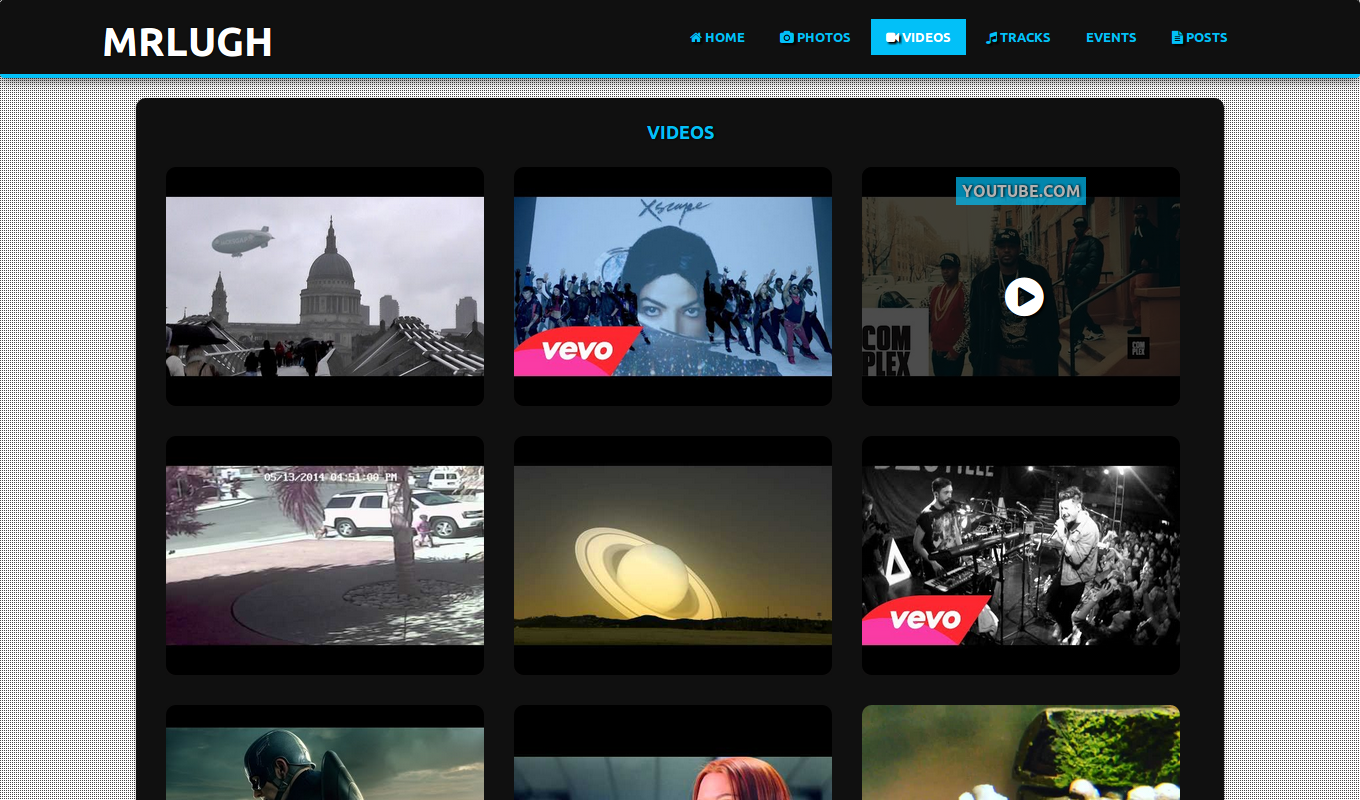 MRLUGH
HOME
PHOTOS
VIDEOS
TRACKS
EVENTS
POSTS
VIDEOS
Xscape
vevo
YOUTUBE.COM
COM
PLEX
COM
PLEX
05/13/2014 04:51:00 PM
vevo